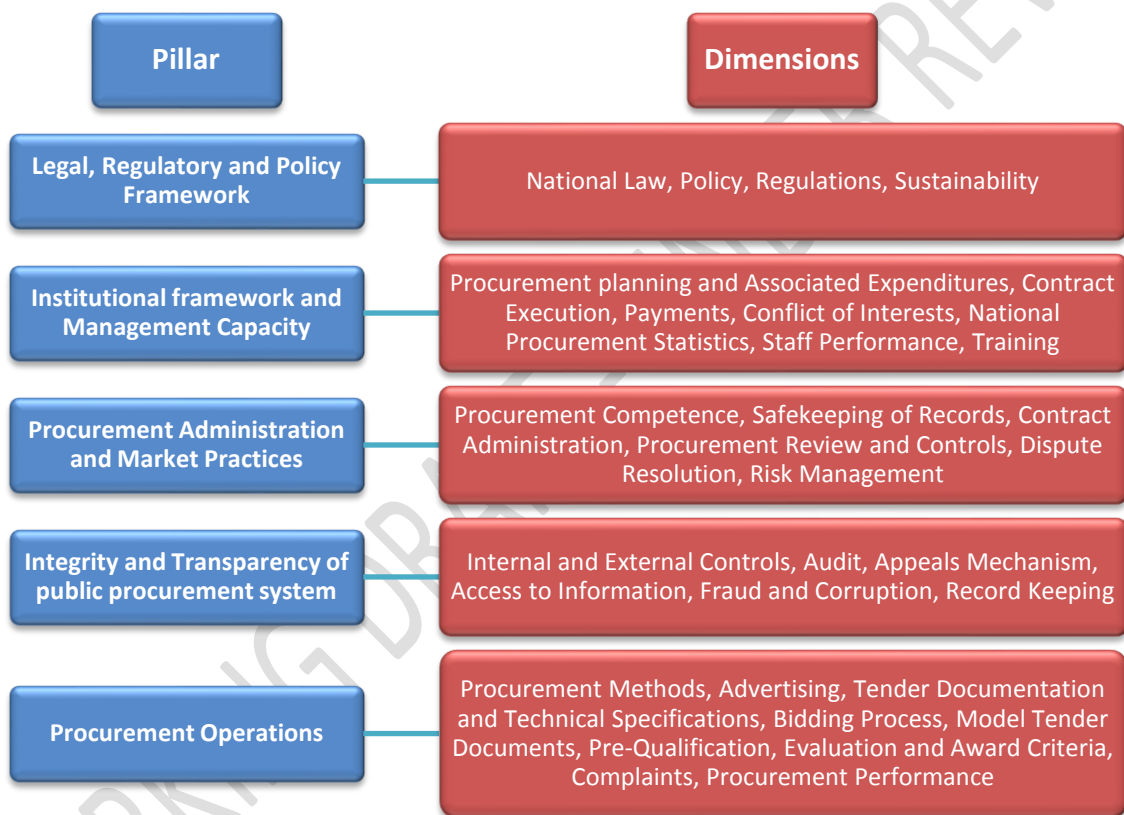 Pillar
Dimensions
Legal, Regulatory and Policy
Framework
National Law, Policy, Regulations, Sustainability
Institutional framework and
Management Capacity
Procurement planning and Associated Expenditures, Contract
Execution, Payments, Conflict of Interests, National
Procurement Statistics, Staff Performance, Training
Procurement Administration
and Market Practices
Procurement Competence, Safekeeping of Records, Contract
Administration, Procurement Review and Controls, Dispute
Resolution, Risk Management
Integrity and Transparency of
public procurement system
Internal and External Controls, Audit, Appeals Mechanism,
Access to Information, Fraud and Corruption, Record Keeping
Procurement Operations
Procurement Methods, Advertising, Tender Documentation
and Technical Specifications, Bidding Process, Model Tender
Documents, Pre-Qualification, Evaluation and Award Criteria,
Complaints, Procurement Performance